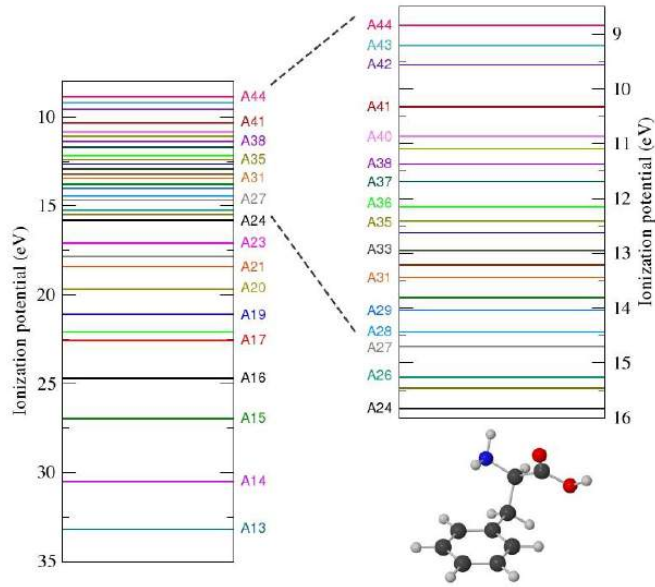 Ionization potential (eV)
10
15
20
25
30
35
A44
A41
A38
A35
A31
A27
A24
A23
A21
A20
A19
A17
A16
A15
A14
A13
A44
A43
A42
A41
A40
A38
A37
A36
A35
A33
A31
A29
A28
A27
A26
A24
9
10
11
12
13
14
15
16
Ionization potential (eV)